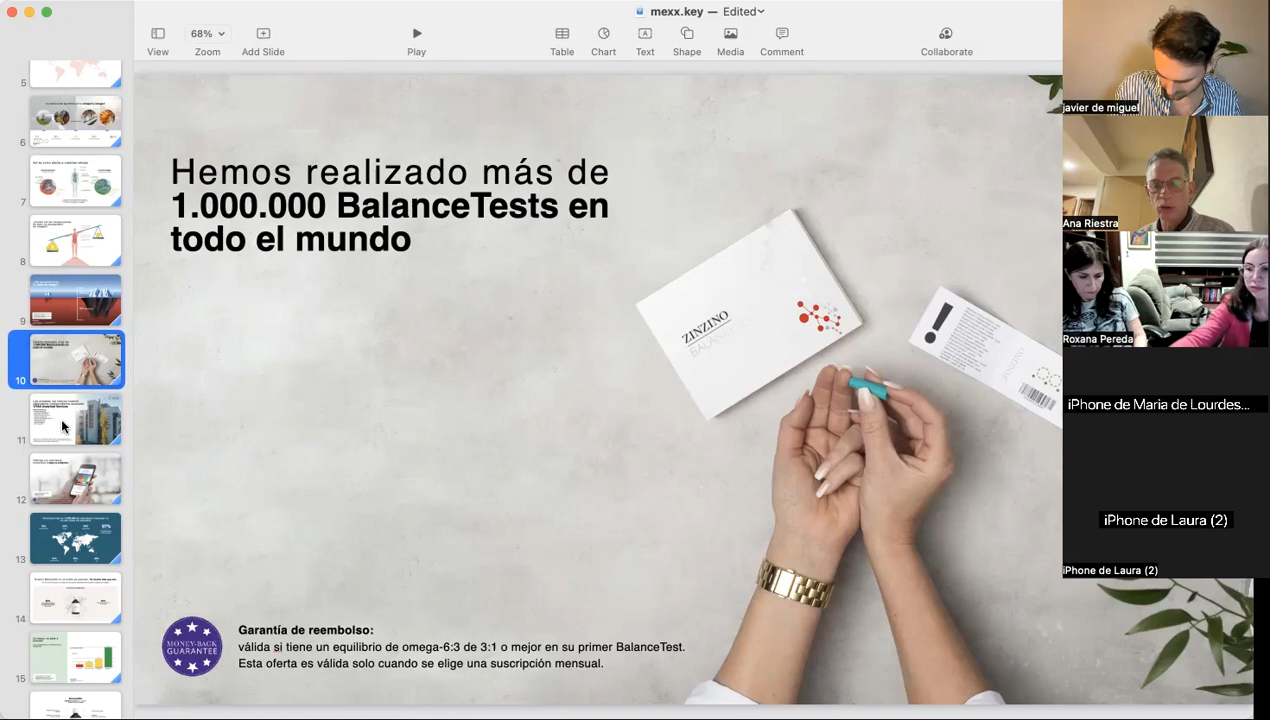 mexx.key — Edited
View
68%
Zoom
Add Slide
Play
Table
Chart
Text
Shape
Media
Comment
Collaborate
5
6
7
8
9
10
11
12
13
14
15
Hemos realizado más de
1.000.000 BalanceTests en
todo el mundo
ZINZINO
BALANCE
!
ZINZINO
MONEY-BACK
GUARANTEE
Garantía de reembolso:
válida si tiene un equilibrio de omega-6:3 de 3:1 o mejor en su primer BalanceTest.
Esta oferta es válida solo cuando se elige una suscripción mensual.
javier de miguel
Ana Riestra
Roxana Pereda
iPhone de Maria de Lourdes...
iPhone de Laura (2)
iPhone de Laura (2)